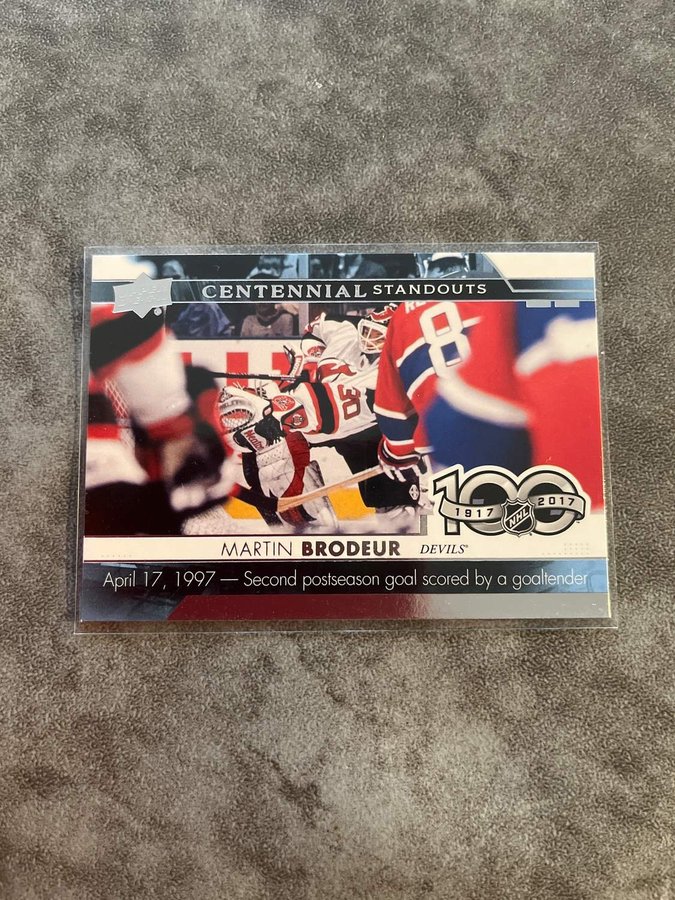 CENTENNIAL STANDOUTS
8
30
100
1917 NHL 2017
MARTIN BRODEUR DEVILS
April 17, 1997 — Second postseason goal scored by a goaltender